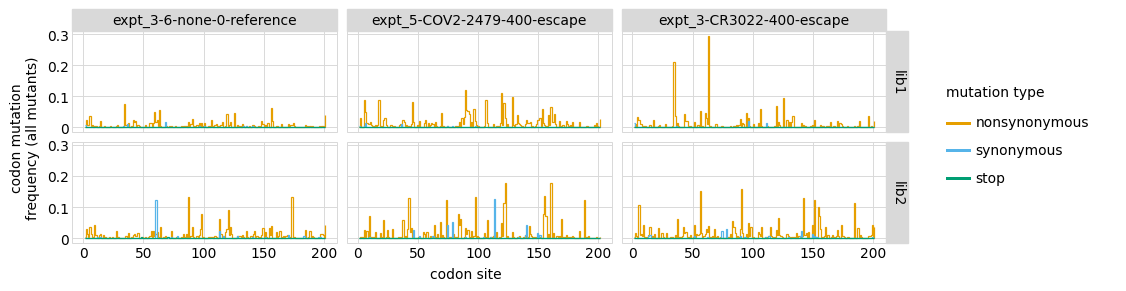 expt_3-6-none-0-reference
expt_5-COV2-2479-400-escape
expt_3-CR3022-400-escape
codon mutation
frequency (all mutants)
0.3
0.2
0.1
0
lib1
0.3
0.2
0.1
0
lib2
0 50 100 150 200
0 50 100 150 200
0 50 100 150 200
codon site
mutation type
nonsynonymous
synonymous
stop